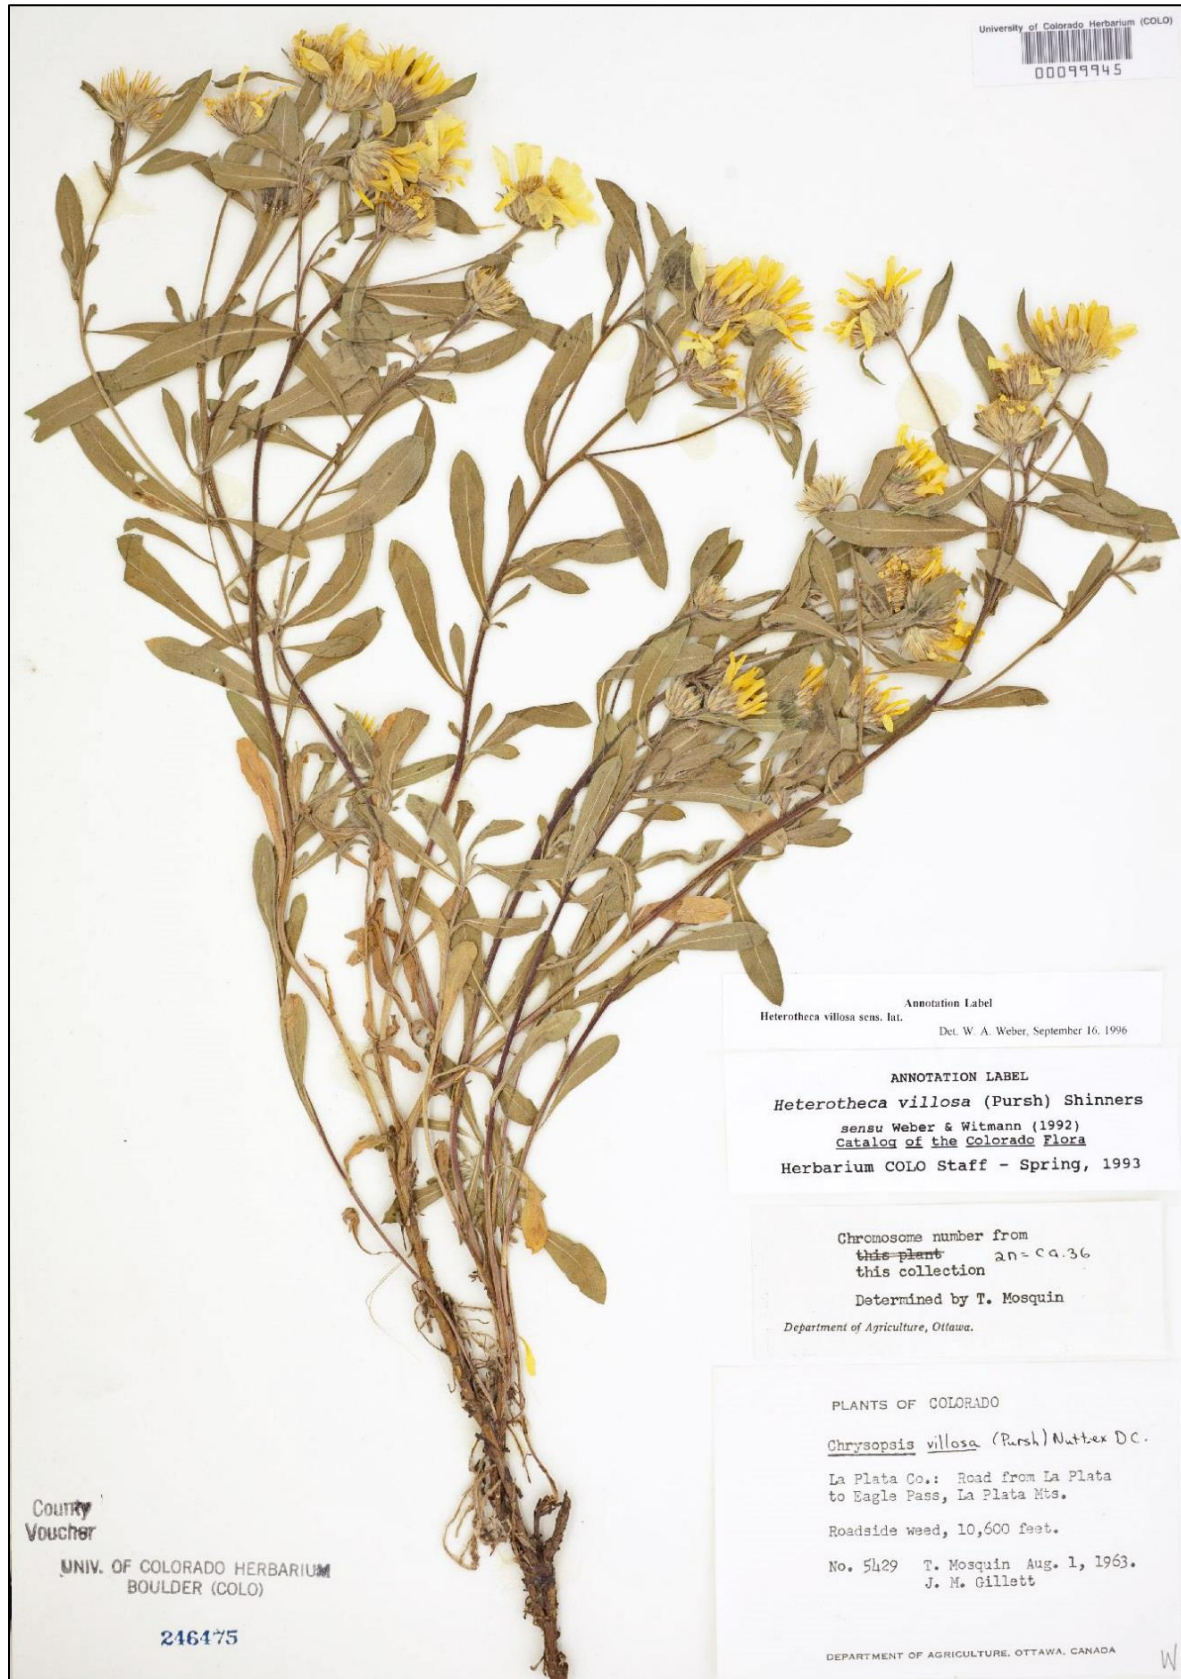 University of Colorado Herbarium (COLO)
00099945
Annotation Label
Heterotheca villosa sens. lat.
Det. W. A. Weber, September 16, 1996
ANNOTATION LABEL
Heterotheca villosa (Pursh) Shinners
sensu Weber & Witmann (1992)
Catalog of the Colorado Flora
Herbarium COLO Staff - Spring, 1993
Chromosome number from
this plant 2n= ca.36
this collection
Determined by T. Mosquin
Department of Agriculture, Ottawa.
PLANTS OF COLORADO
Chrysopsis villosa (Pursh) Nutt ex D C.
La Plata Co.: Road from La Plata
to Eagle Pass, La Plata Mts.
Roadside weed, 10,600 feet.
No. 5429 T. Mosquin Aug. 1, 1963.
J. M. Gillett
DEPARTMENT OF AGRICULTURE, OTTAWA, CANADA
W
County
Voucher
UNIV. OF COLORADO HERBARIUM
BOULDER (COLO)
246475